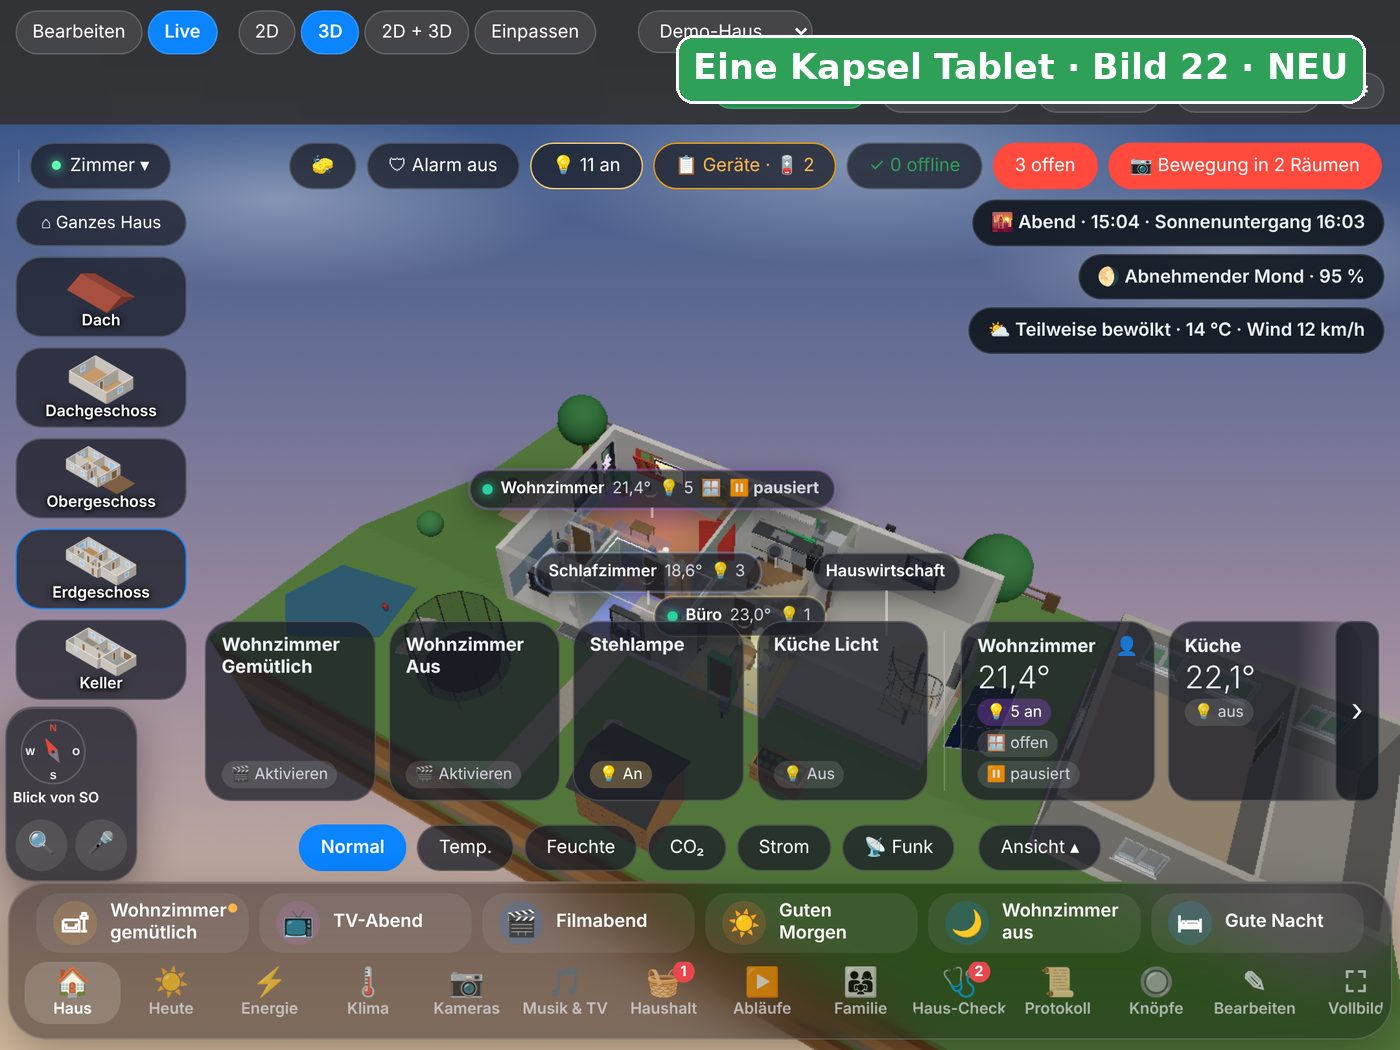 Bearbeiten Live 2D 3D 2D + 3D Einpassen Demo-Haus
Eine Kapsel Tablet · Bild 22 · NEU
Zimmer ▾ Alarm aus 11 an Geräte · 2 ✓ 0 offline 3 offen Bewegung in 2 Räumen
⌂ Ganzes Haus
Abend · 15:04 · Sonnenuntergang 16:03
Abnehmender Mond · 95 %
Teilweise bewölkt · 14 °C · Wind 12 km/h
Dach
Dachgeschoss
Obergeschoss
Erdgeschoss
Keller
Wohnzimmer 21,4° 5 pausiert
Schlafzimmer 18,6° 3
Hauswirtschaft
Büro 23,0° 1
Wohnzimmer
Gemütlich
Aktivieren
Wohnzimmer
Aus
Aktivieren
Stehlampe
An
Küche Licht
Aus
Wohnzimmer
21,4°
5 an
offen
pausiert
Küche
22,1°
aus
›
N
W O
S
Blick von SO
Normal Temp. Feuchte CO₂ Strom Funk Ansicht ▴
Wohnzimmer
gemütlich
TV-Abend
Filmabend
Guten
Morgen
Wohnzimmer
aus
Gute Nacht
1
2
Haus Heute Energie Klima Kameras Musik & TV Haushalt Abläufe Familie Haus-Check Protokoll Knöpfe Bearbeiten Vollbild